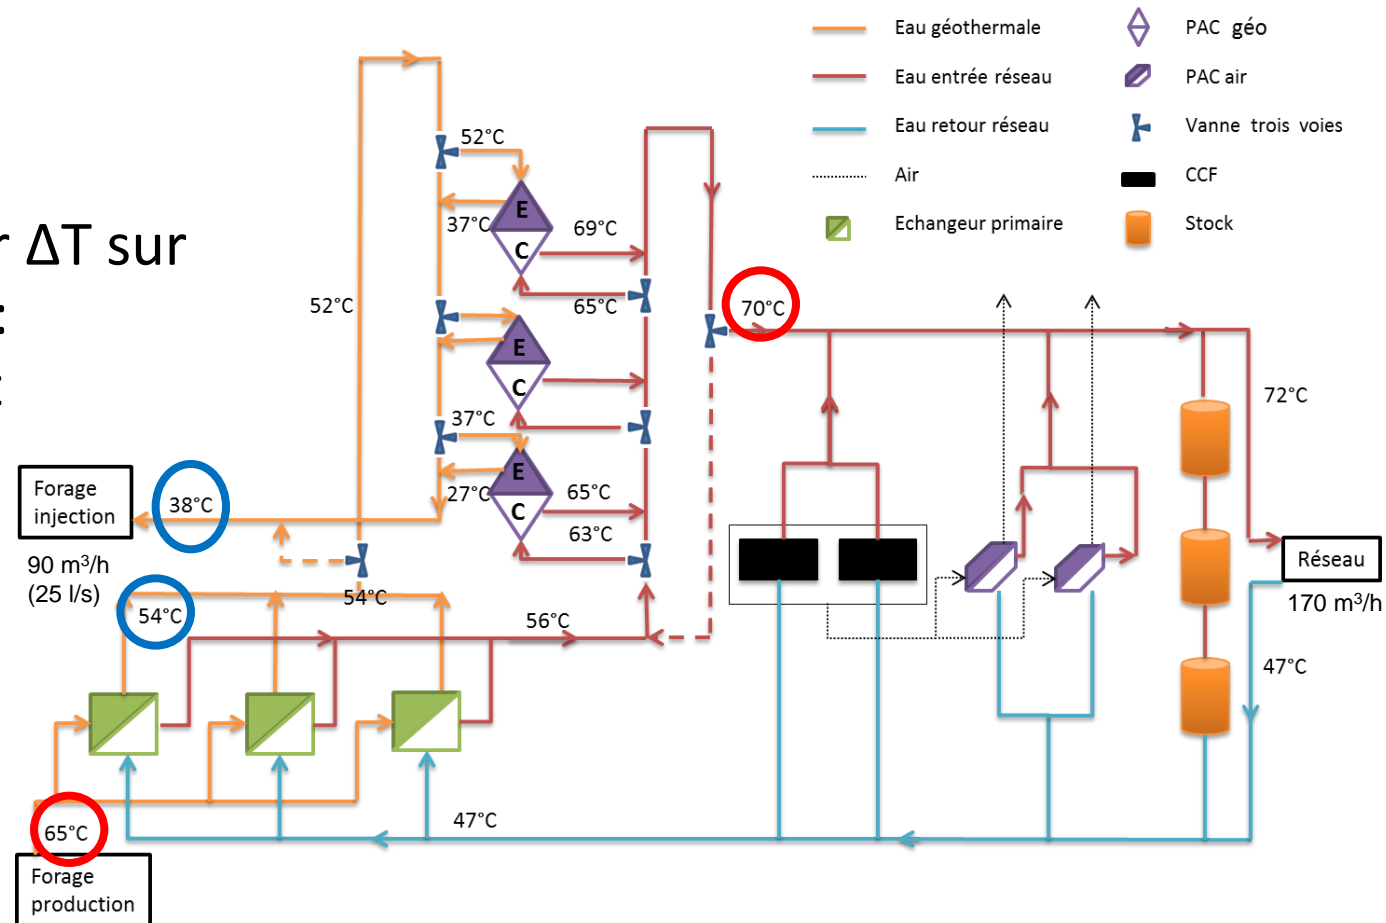 Eau géothermale
PAC géo
Eau entrée réseau
PAC air
Eau retour réseau
Vanne trois voies
Air
CCF
Echangeur primaire
Stock
r ΔT sur
:
52°C
E
37°C
C
69°C
65°C
52°C
70°C
E
C
37°C
72°C
E
27°C
C
65°C
63°C
Forage
injection
38°C
90 m³/h
(25 l/s)
Réseau
170 m³/h
54°C
54°C
56°C
47°C
47°C
65°C
Forage
production